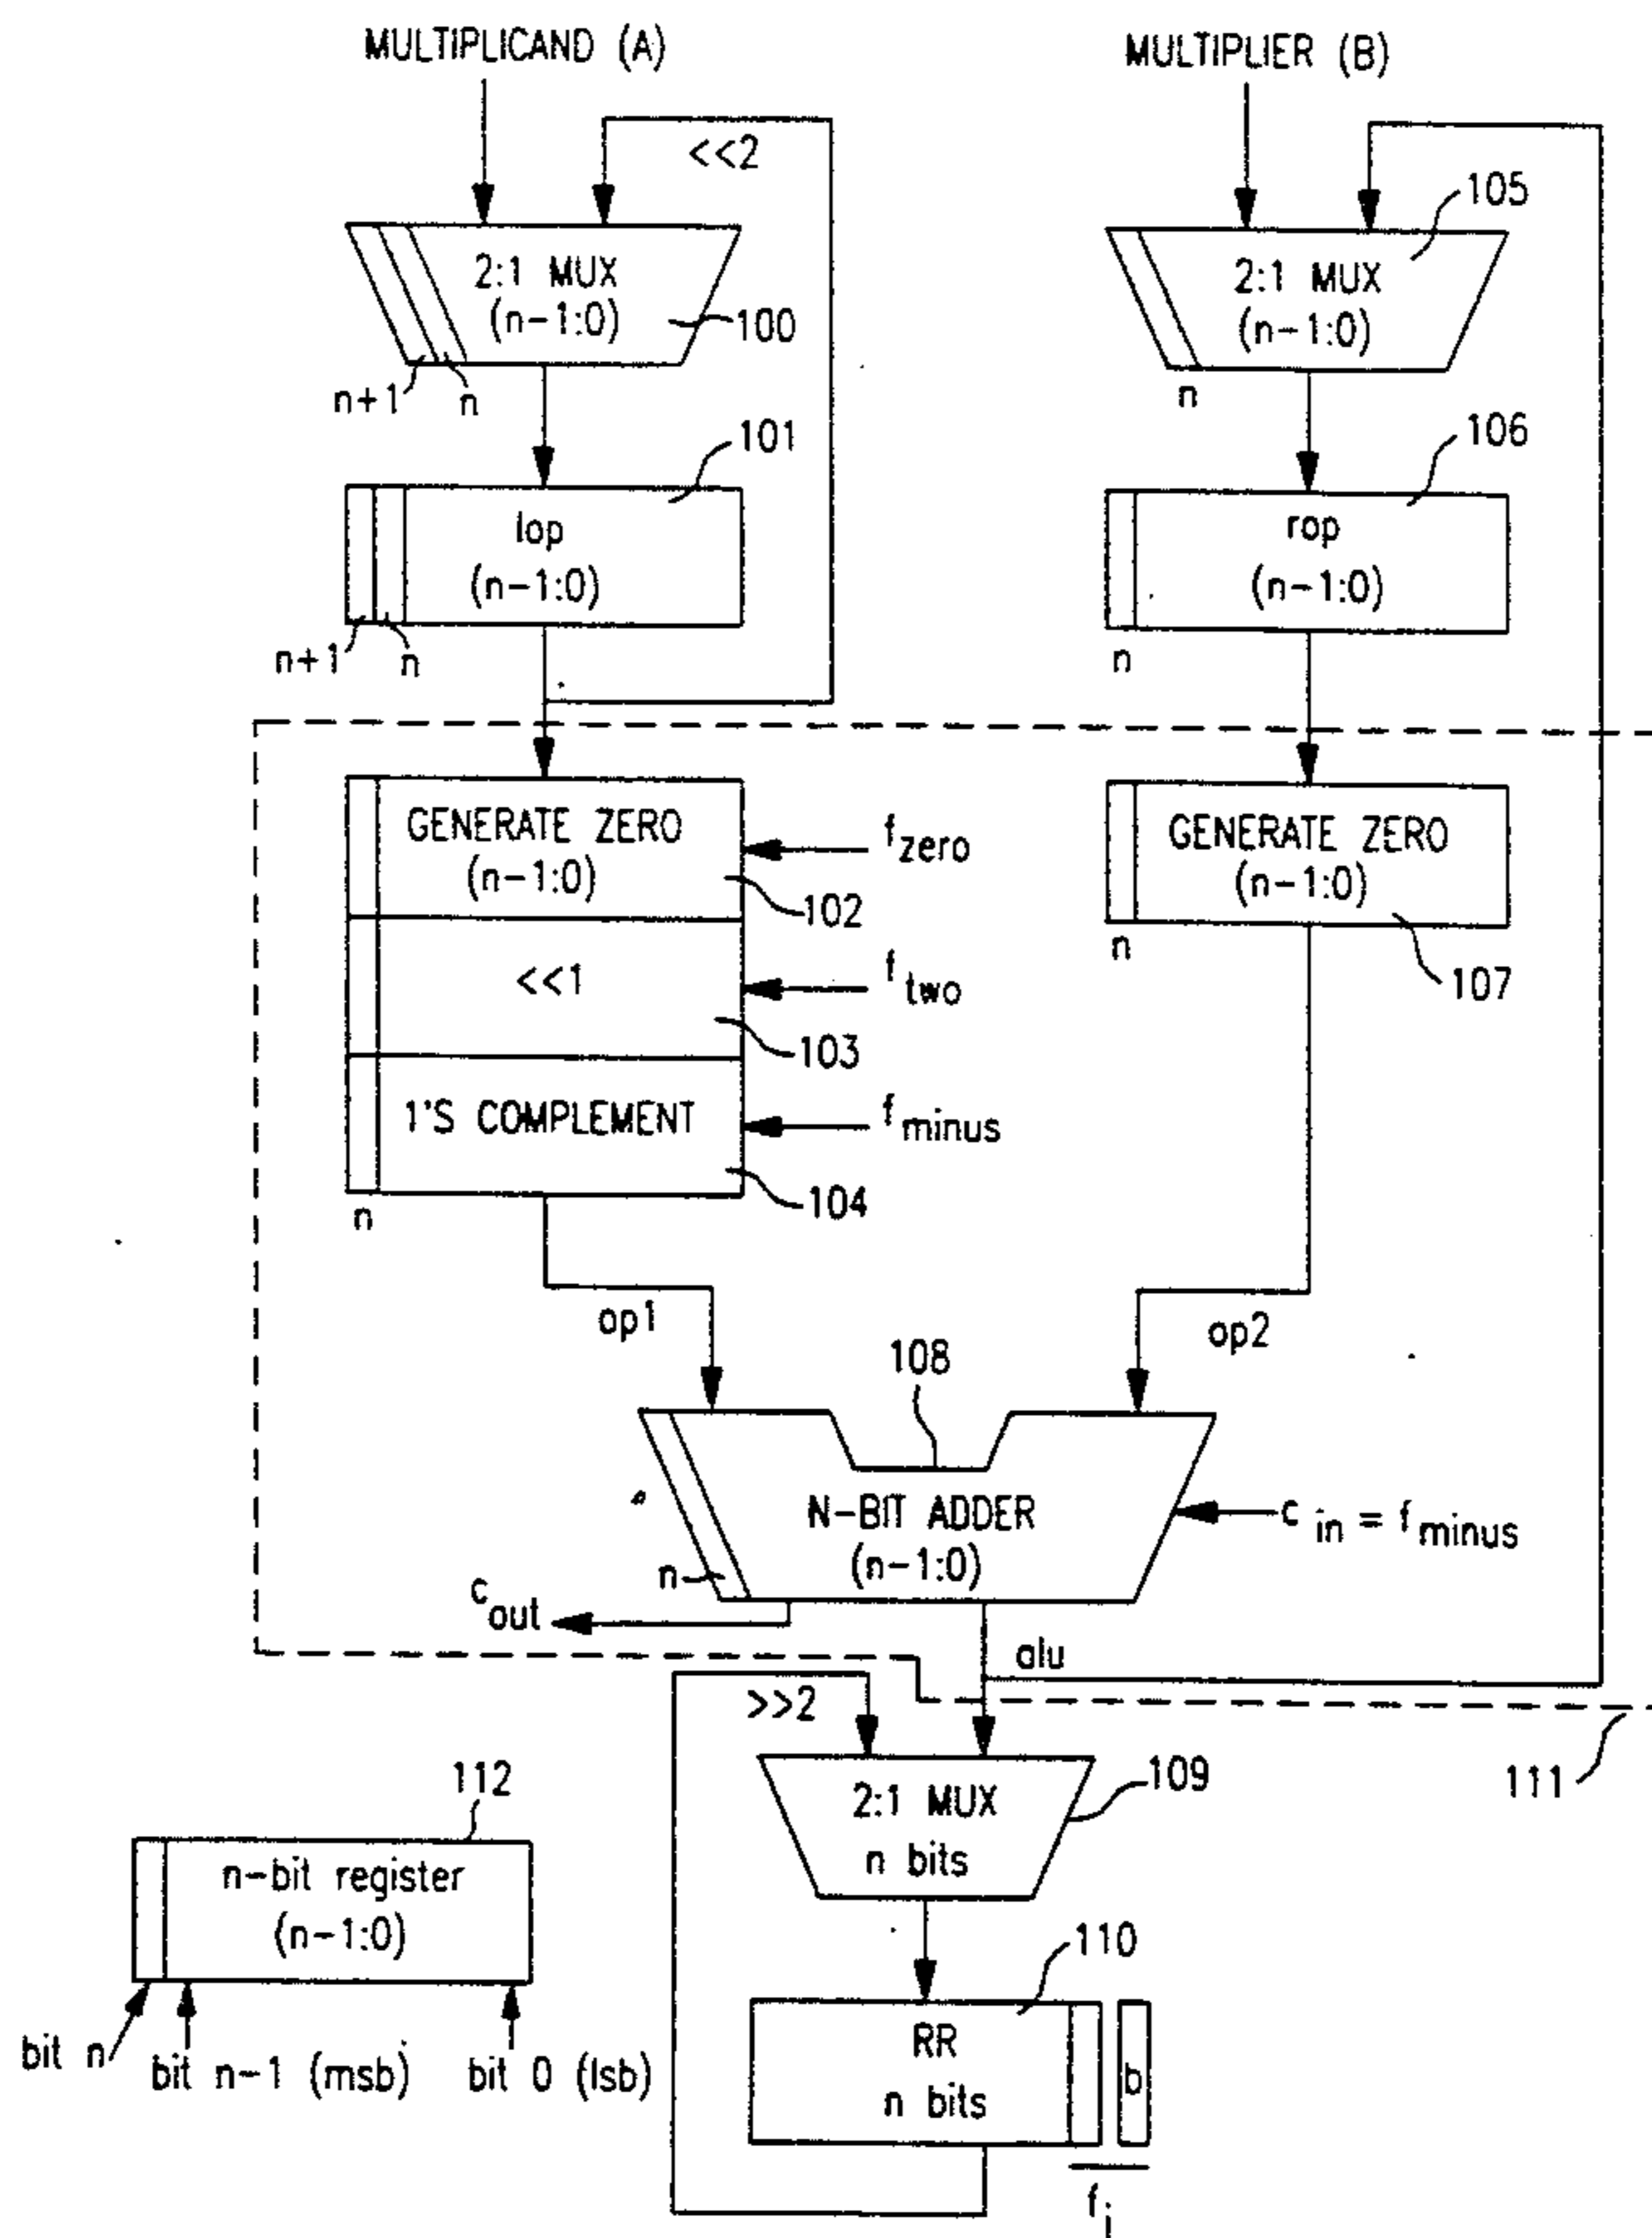 MULTIPLICAND (A)
MULTIPLIER (B)
<<2
105
2:1 MUX
(n-1:0)
100
2:1 MUX
(n-1:0)
n+1
n
n
101
106
lop
(n-1:0)
rop
(n-1:0)
n+1
n
n
GENERATE ZERO
(n-1:0)
f zero
102
GENERATE ZERO
(n-1:0)
n
107
<<1
f two
103
1'S COMPLEMENT
f minus
104
n
op1
op2
108
N-BIT ADDER
(n-1:0)
c in = f minus
n
c out
alu
>>2
111
2:1 MUX
n bits
109
112
n-bit register
(n-1:0)
bit n
bit n-1 (msb)
bit 0 (lsb)
110
RR
n bits
b
f i